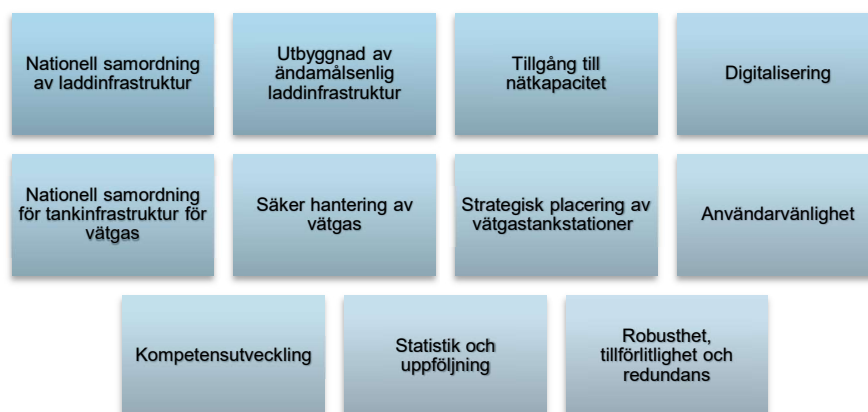 Nationell samordning
av laddinfrastruktur
Utbyggnad av
ändamålsenlig
laddinfrastruktur
Tillgång till
nätkapacitet
Digitalisering
Nationell samordning
för tankinfrastruktur för
vätgas
Säker hantering av
vätgas
Strategisk placering av
vätgastankstationer
Användarvänlighet
Kompetensutveckling
Statistik och
uppföljning
Robusthet,
tillförlitlighet och
redundans